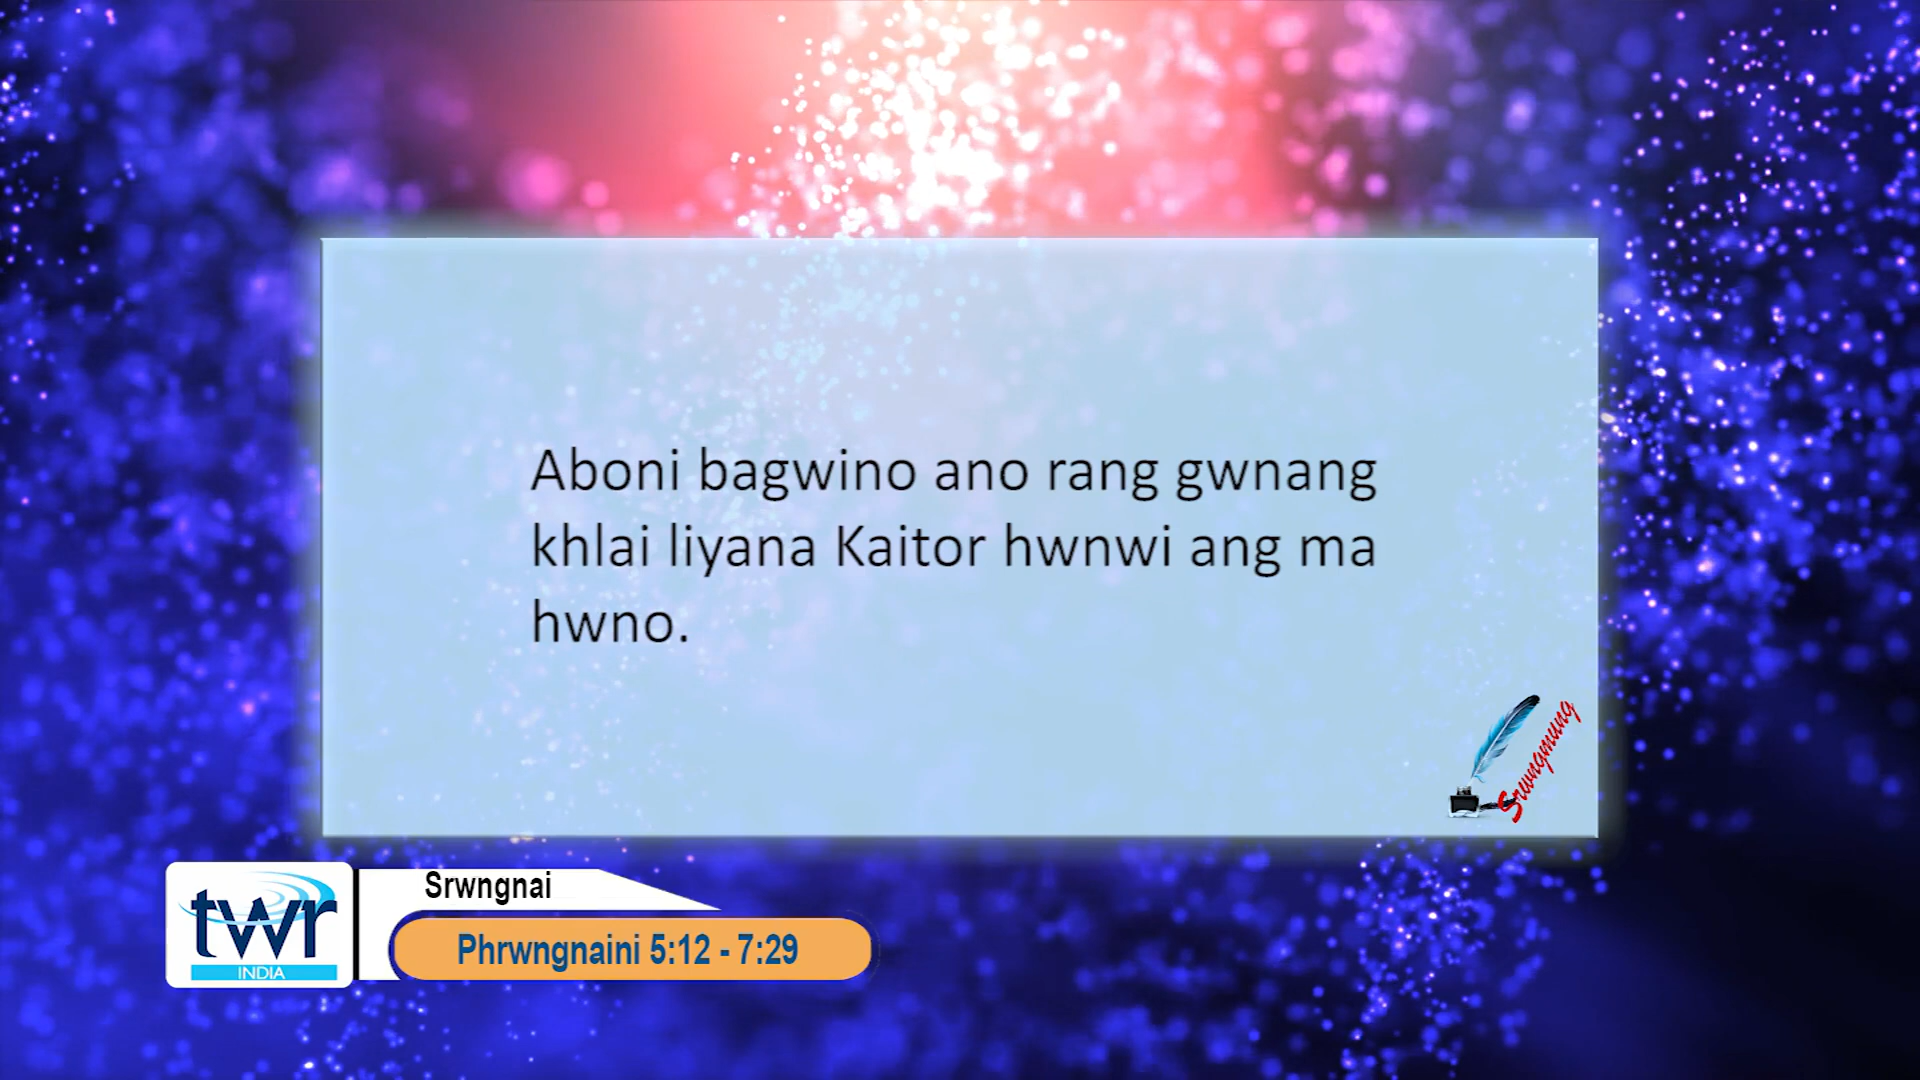 Aboni bagwino ano rang gwnang
khlai liyana Kaitor hwnwi ang ma
hwno.
Srwngmung
twr
INDIA
Srwngnai
Phrwngnaini 5:12 - 7:29